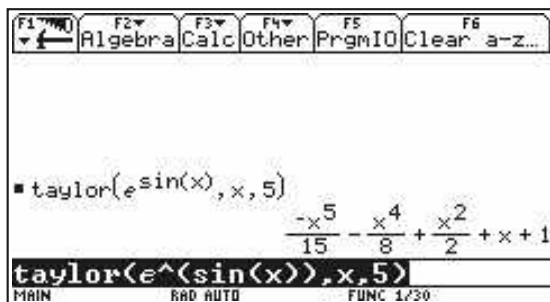 F1 F2 F3 F4 F5 F6
Algebra Calc Other PrgmIO Clear a-z…
▪ taylor(e^sin(x), x, 5)
-x^5/15 - x^4/8 + x^2/2 + x + 1
taylor(e^(sin(x)),x,5)
MAIN RAD AUTO FUNC 1/30